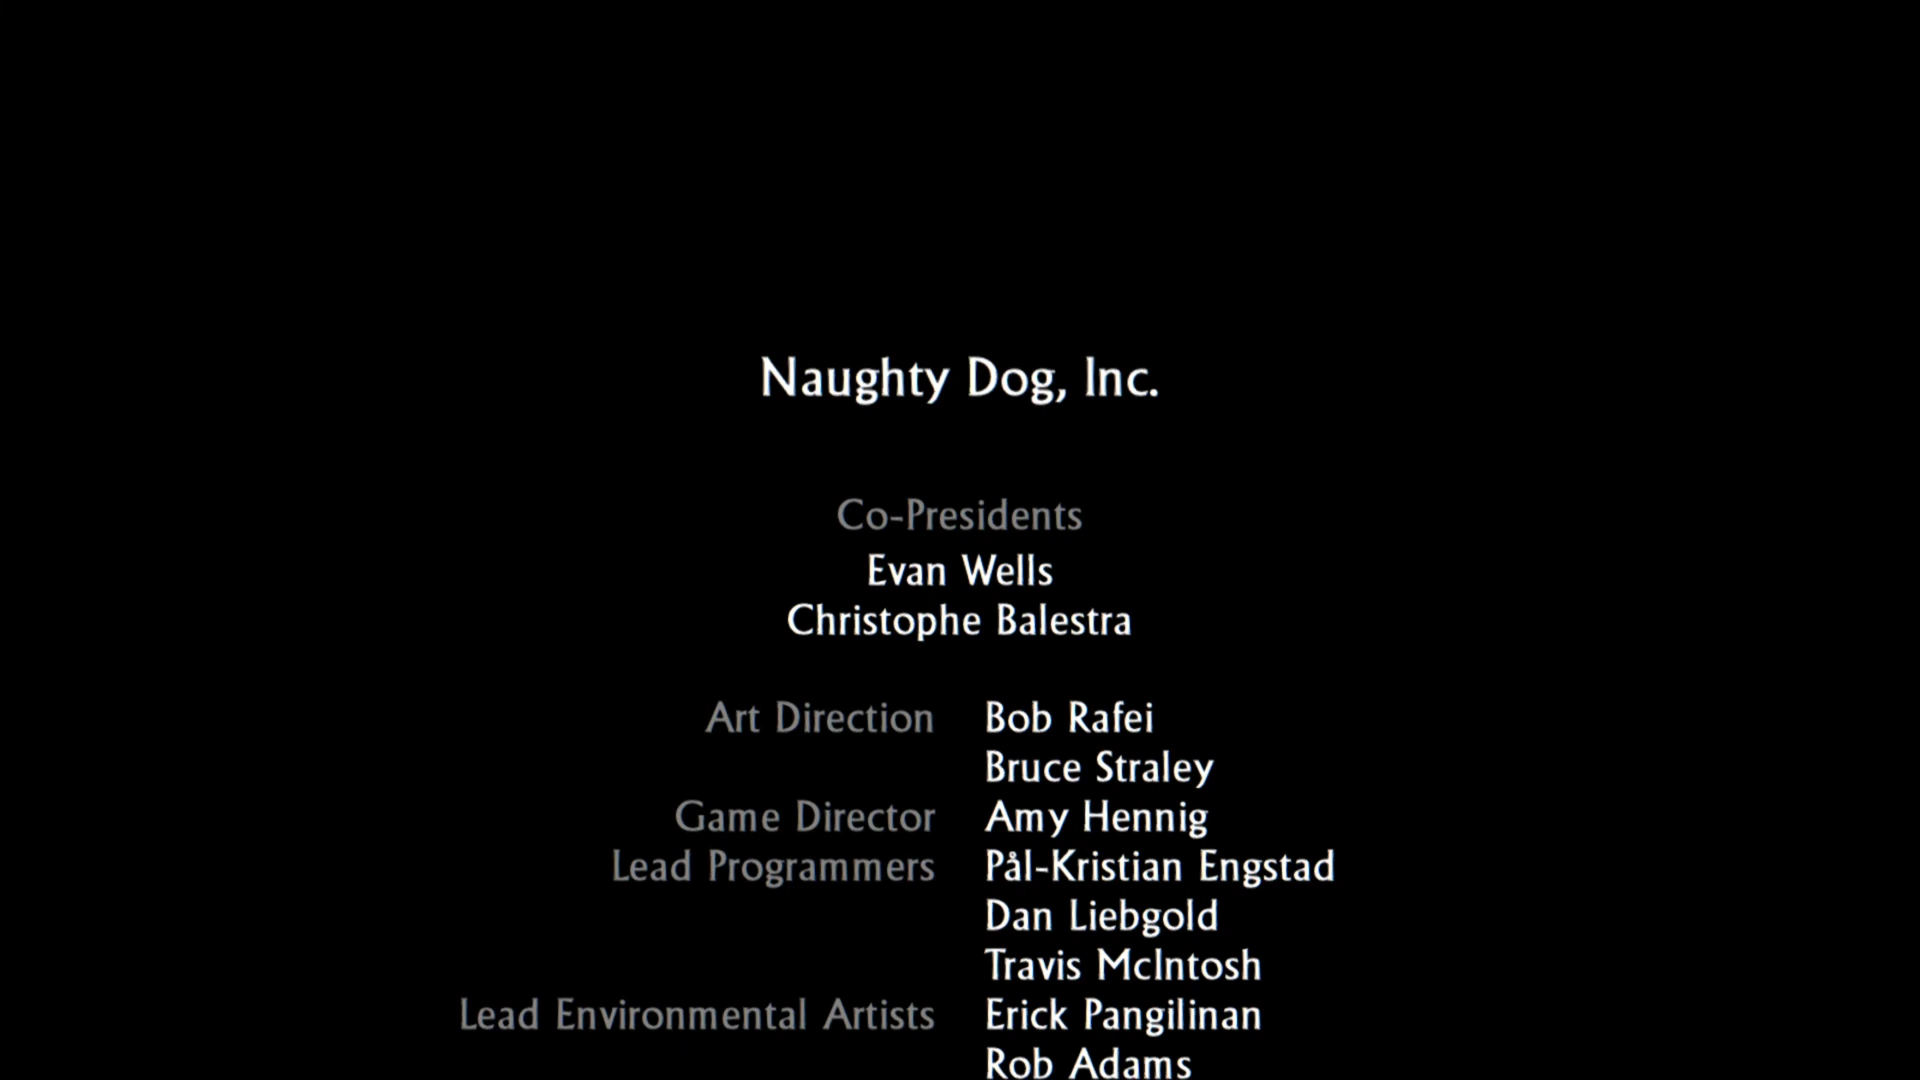 Naughty Dog, Inc.
Co-Presidents
Evan Wells
Christophe Balestra
Art Direction Bob Rafei
Bruce Straley
Game Director Amy Hennig
Lead Programmers Pål-Kristian Engstad
Dan Liebgold
Travis McIntosh
Lead Environmental Artists Erick Pangilinan
Rob Adams